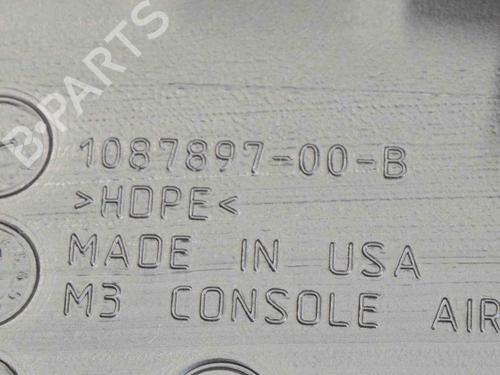 B-PARTS
1087897-00-B
>HDPE<
MADE IN USA
M3 CONSOLE AIR